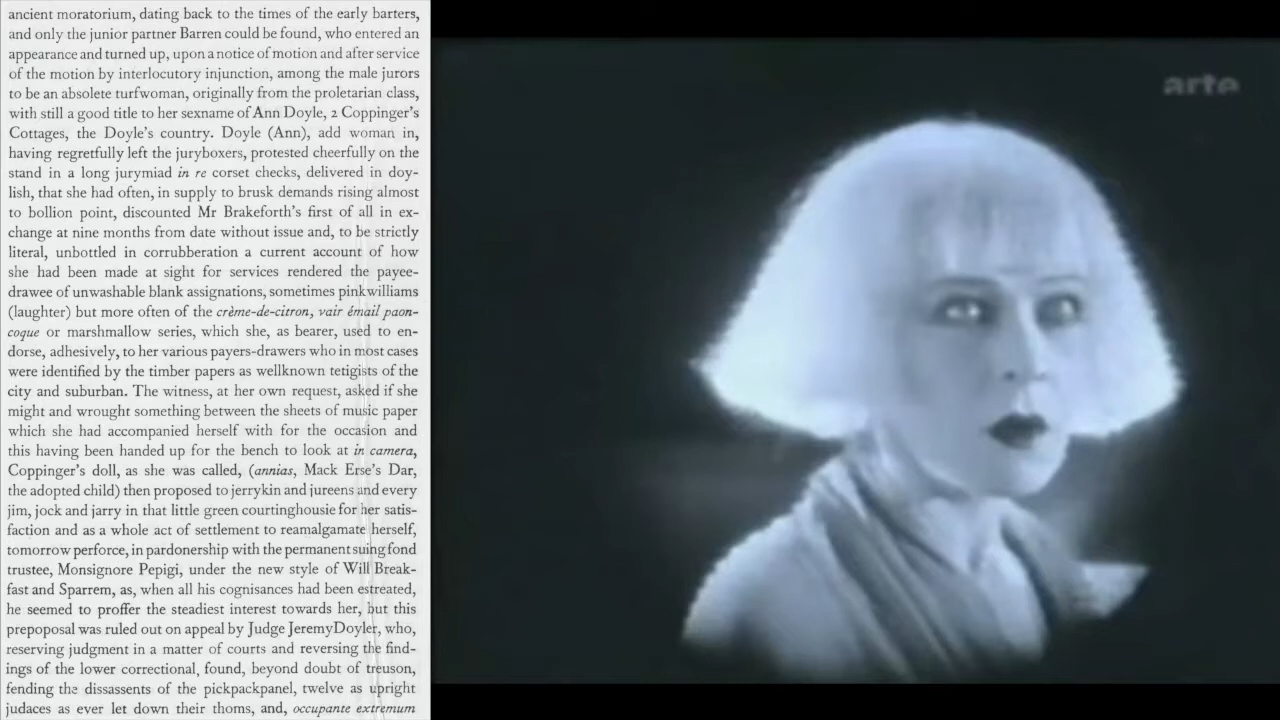 ancient moratorium, dating back to the times of the early barters,
and only the junior partner Barren could be found, who entered an
appearance and turned up, upon a notice of motion and after service
of the motion by interlocutory injunction, among the male jurors
to be an absolete turfwoman, originally from the proletarian class,
with still a good title to her sexname of Ann Doyle, 2 Coppinger's
Cottages, the Doyle's country. Doyle (Ann), add woman in,
having regretfully left the juryboxers, protested cheerfully on the
stand in a long jurymiad in re corset checks, delivered in doy-
lish, that she had often, in supply to brusk demands rising almost
to bollion point, discounted Mr Brakeforth's first of all in ex-
change at nine months from date without issue and, to be strictly
literal, unbottled in corrubberation a current account of how
she had been made at sight for services rendered the payee-
drawee of unwashable blank assignations, sometimes pinkwilliams
(laughter) but more often of the crème-de-citron, vair émail paon-
coque or marshmallow series, which she, as bearer, used to en-
dorse, adhesively, to her various payers-drawers who in most cases
were identified by the timber papers as wellknown tetigists of the
city and suburban. The witness, at her own request, asked if she
might and wrought something between the sheets of music paper
which she had accompanied herself with for the occasion and
this having been handed up for the bench to look at in camera,
Coppinger's doll, as she was called, (annias, Mack Erse's Dar,
the adopted child) then proposed to jerrykin and jureens and every
jim, jock and jarry in that little green courtinghousie for her satis-
faction and as a whole act of settlement to reamalgamate herself,
tomorrow perforce, in pardonership with the permanent suing fond
trustee, Monsignore Pepigi, under the new style of Will Break-
fast and Sparrem, as, when all his cognisances had been estreated,
he seemed to proffer the steadiest interest towards her, but this
prepoposal was ruled out on appeal by Judge JeremyDoyler, who,
reserving judgment in a matter of courts and reversing the find-
ings of the lower correctional, found, beyond doubt of treuson,
fending the dissassents of the pickpackpanel, twelve as upright
judaces as ever let down their thoms, and, occupante extremum
arte